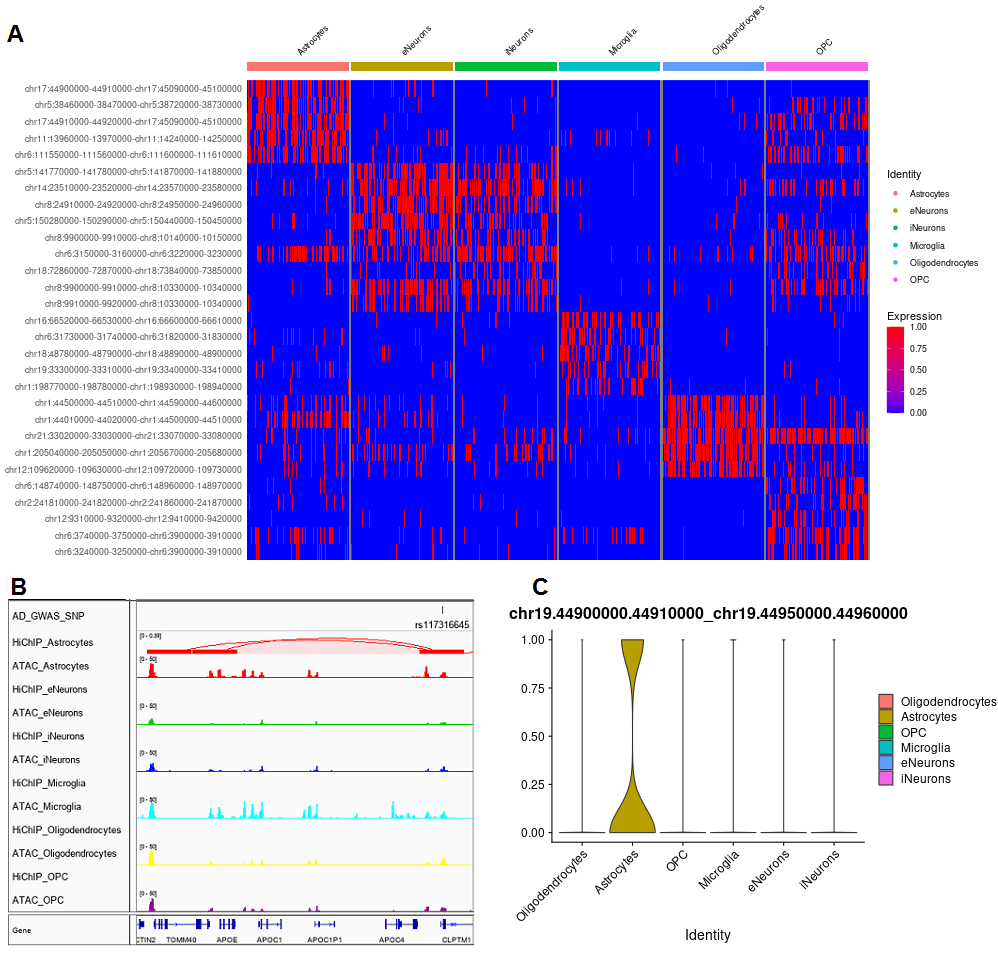 A
Astrocytes
eNeurons
iNeurons
Microglia
Oligodendrocytes
OPC
chr17:44900000-44910000-chr17:45090000-45100000
chr5:38460000-38470000-chr5:38720000-38730000
chr17:44910000-44920000-chr17:45090000-45100000
chr11:13960000-13970000-chr11:14240000-14250000
chr6:111550000-111560000-chr6:111600000-111610000
chr5:141770000-141780000-chr5:141870000-141880000
chr14:23510000-23520000-chr14:23570000-23580000
chr8:24910000-24920000-chr8:24950000-24960000
chr5:150280000-150290000-chr5:150440000-150450000
chr8:9900000-9910000-chr8:10140000-10150000
chr6:3150000-3160000-chr6:3220000-3230000
chr18:72860000-72870000-chr18:73840000-73850000
chr8:9900000-9910000-chr8:10330000-10340000
chr8:9910000-9920000-chr8:10330000-10340000
chr16:66520000-66530000-chr16:66600000-66610000
chr6:31730000-31740000-chr6:31820000-31830000
chr18:48780000-48790000-chr18:48890000-48900000
chr19:33300000-33310000-chr19:33400000-33410000
chr1:198770000-198780000-chr1:198930000-198940000
chr1:44500000-44510000-chr1:44590000-44600000
chr1:44010000-44020000-chr1:44500000-44510000
chr21:33020000-33030000-chr21:33070000-33080000
chr1:205040000-205050000-chr1:205670000-205680000
chr12:109620000-109630000-chr12:109720000-109730000
chr6:148740000-148750000-chr6:148960000-148970000
chr2:241810000-241820000-chr2:241860000-241870000
chr12:9310000-9320000-chr12:9410000-9420000
chr6:3740000-3750000-chr6:3900000-3910000
chr6:3240000-3250000-chr6:3900000-3910000
Identity
Astrocytes
eNeurons
iNeurons
Microglia
Oligodendrocytes
OPC
Expression
1.00
0.75
0.50
0.25
0.00
B
AD_GWAS_SNP
rs117316645
HiChIP_Astrocytes
[0 - 0.39]
ATAC_Astrocytes
[0 - 50]
HiChIP_eNeurons
ATAC_eNeurons
[0 - 50]
HiChIP_iNeurons
ATAC_iNeurons
[0 - 50]
HiChIP_Microglia
ATAC_Microglia
[0 - 50]
HiChIP_Oligodendrocytes
ATAC_Oligodendrocytes
[0 - 50]
HiChIP_OPC
ATAC_OPC
[0 - 50]
Gene
CTIN2 TOMM40 APOE APOC1 APOC1P1 APOC4 CLPTM1
C
chr19.44900000.44910000_chr19.44950000.44960000
1.00
0.75
0.50
0.25
0.00
Oligodendrocytes
Astrocytes
OPC
Microglia
eNeurons
iNeurons
Identity
Oligodendrocytes
Astrocytes
OPC
Microglia
eNeurons
iNeurons